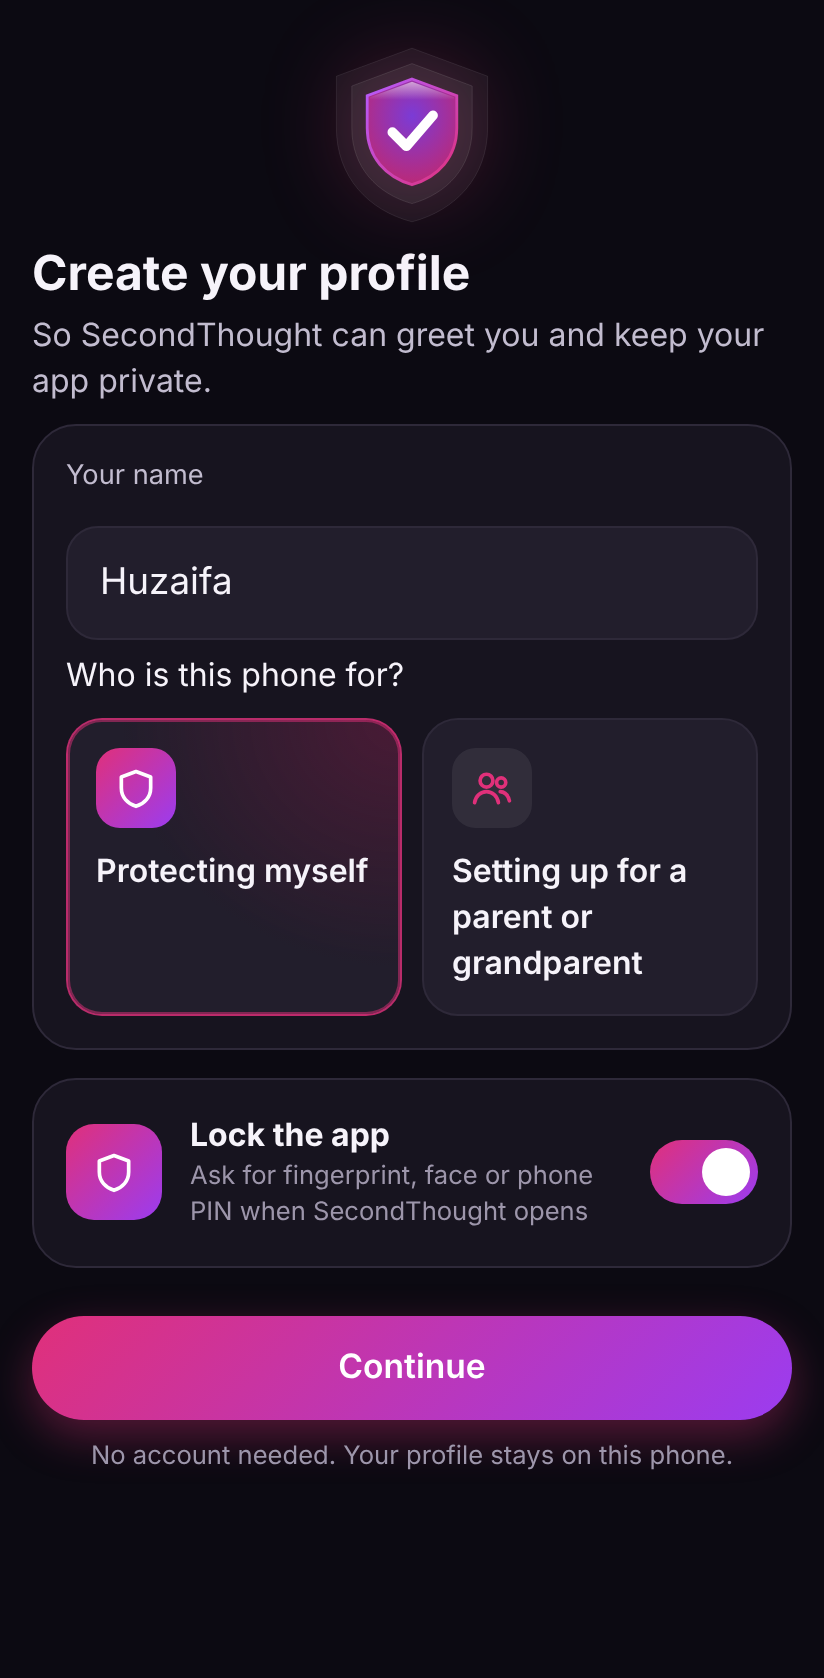 Create your profile
So SecondThought can greet you and keep your
app private.
Your name
Huzaifa
Who is this phone for?
Protecting myself
Setting up for a
parent or
grandparent
Lock the app
Ask for fingerprint, face or phone
PIN when SecondThought opens
Continue
No account needed. Your profile stays on this phone.